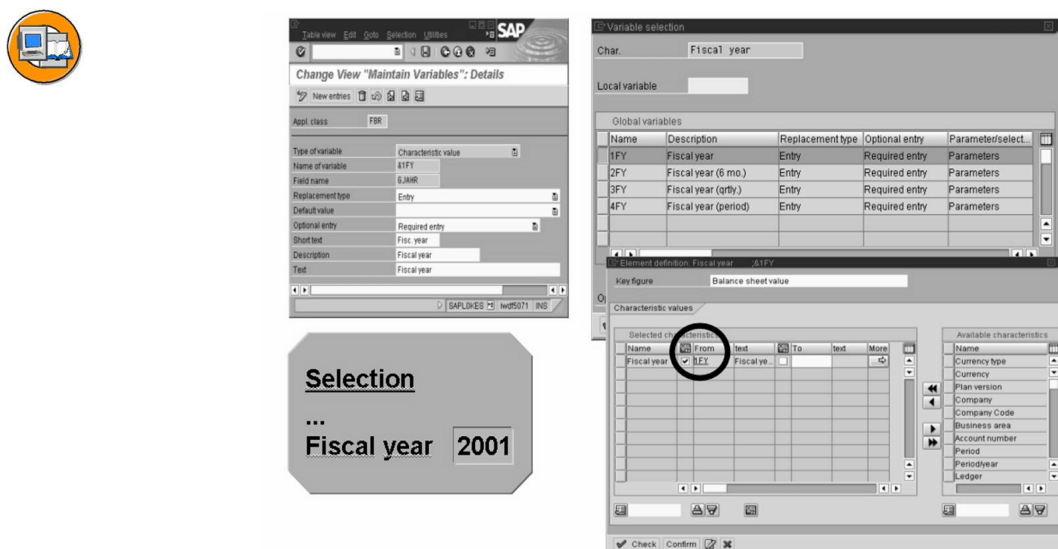 Table view Edit Goto Selection Utilities
SAP
Change View "Maintain Variables": Details
New entries
Appl. class FBR
Type of variable Characteristic value
Name of variable &1FY
Field name GJAHR
Replacement type Entry
Default value
Optional entry Required entry
Short text Fisc. year
Description Fiscal year
Text Fiscal year
SAPLOKES iwdf5071 INS
Selection
...
Fiscal year 2001
Variable selection
Char. Fiscal year
Local variable
Global variables
Name Description Replacement type Optional entry Parameter/select...
1FY Fiscal year Entry Required entry Parameters
2FY Fiscal year (6 mo.) Entry Required entry Parameters
3FY Fiscal year (qrtly.) Entry Required entry Parameters
4FY Fiscal year (period) Entry Required entry Parameters
Element definition: Fiscal year ;&1FY
Key figure Balance sheet value
Characteristic values
Selected characteristics Available characteristics
Name From text To text More Name
Fiscal year 1FY Fiscal ye... Currency type
Currency
Plan version
Company
Company Code
Business area
Account number
Period
Period/year
Ledger
Check Confirm